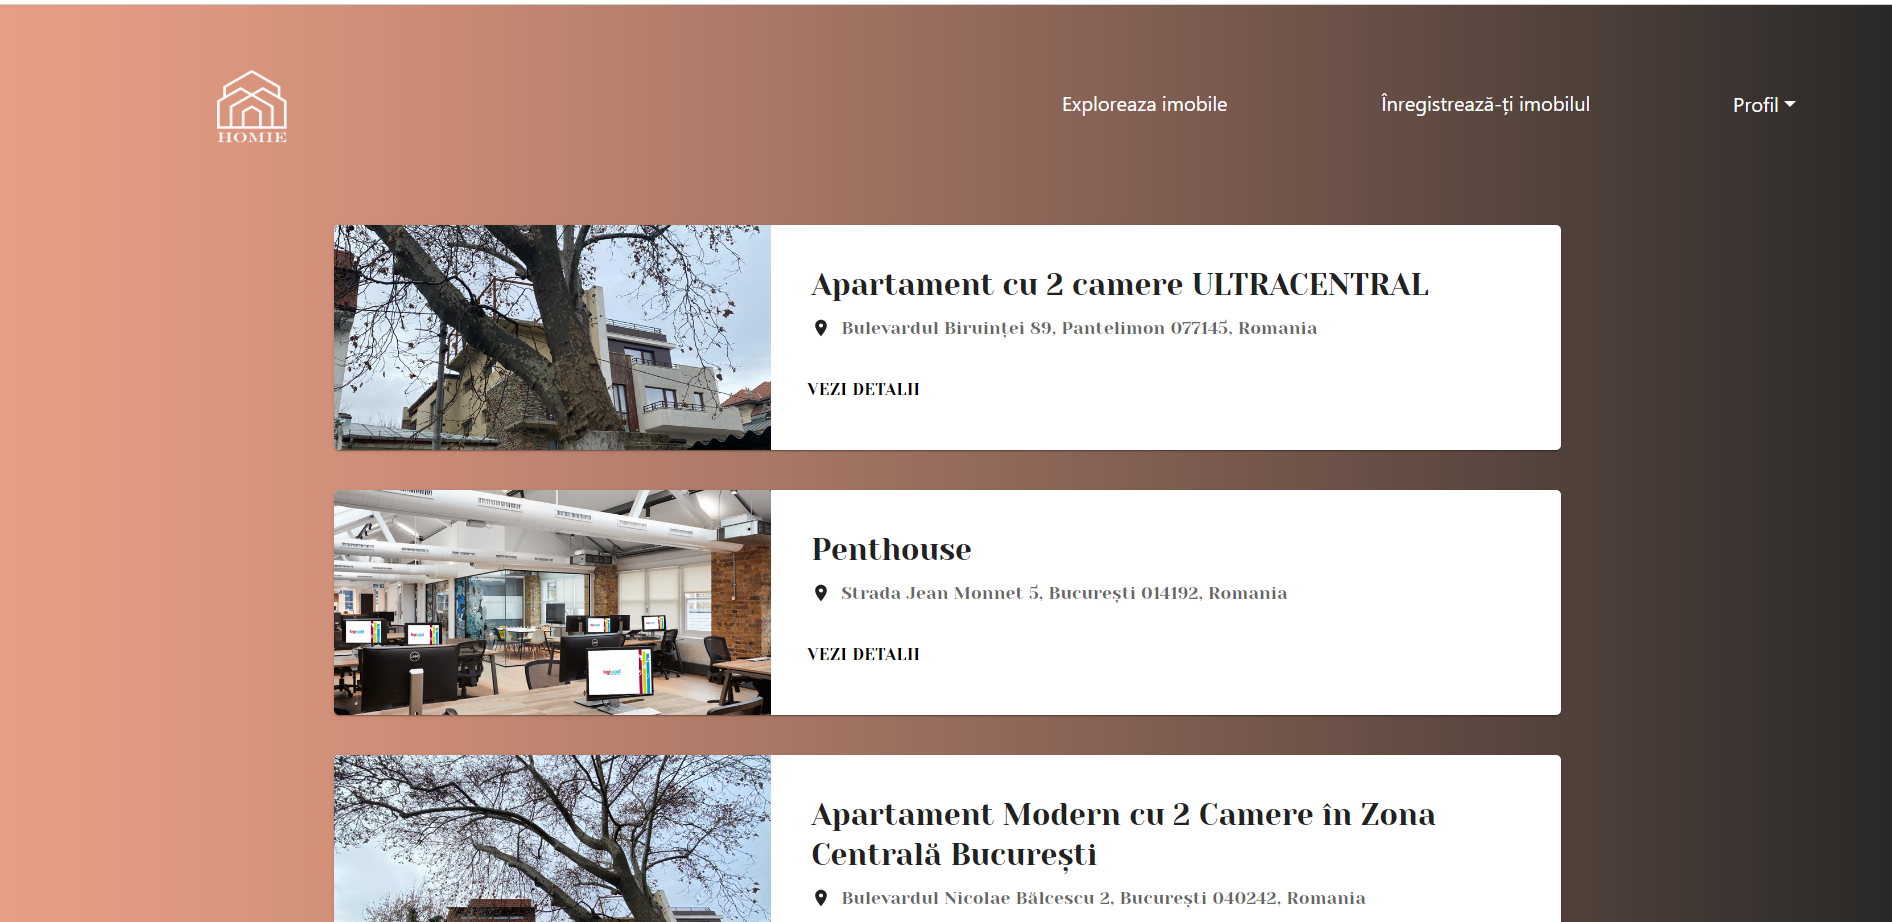 HOMIE
Exploreaza imobile
Înregistrează-ți imobilul
Profil
Apartament cu 2 camere ULTRACENTRAL
Bulevardul Biruinței 89, Pantelimon 077145, Romania
VEZI DETALII
Penthouse
Strada Jean Monnet 5, București 014192, Romania
VEZI DETALII
Apartament Modern cu 2 Camere în Zona
Centrală București
Bulevardul Nicolae Bălcescu 2, București 040242, Romania